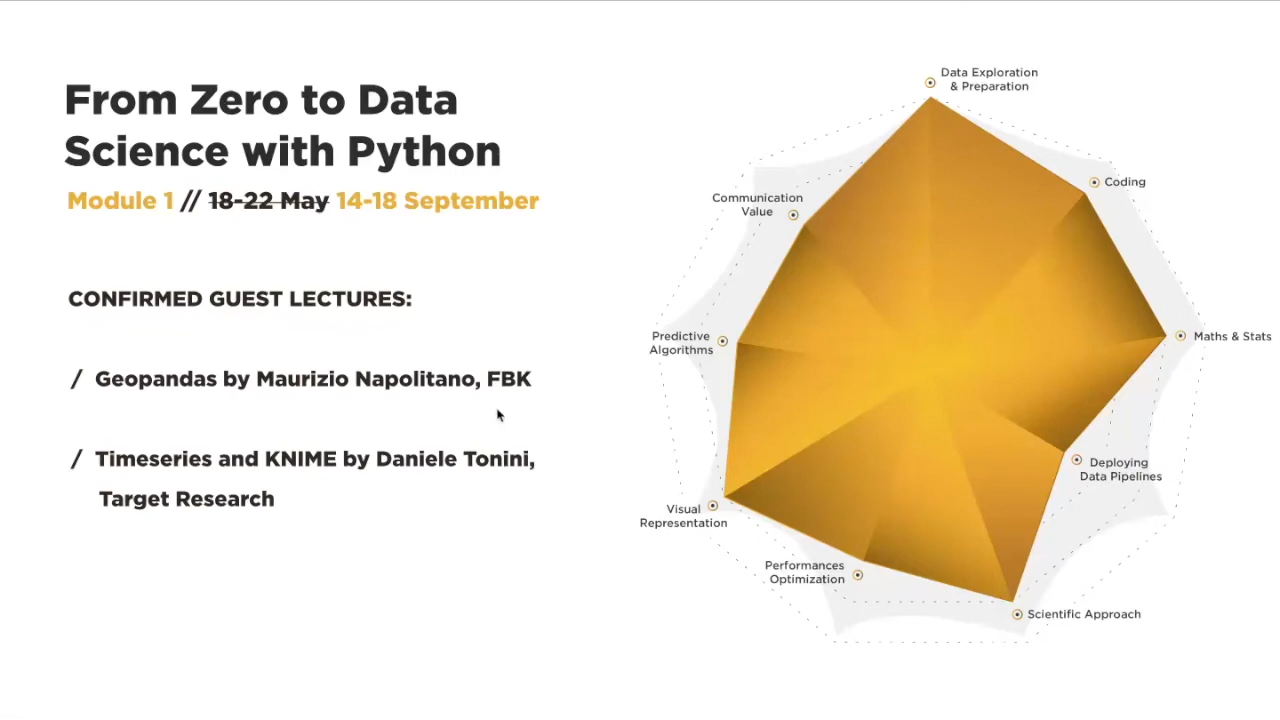 From Zero to Data
Science with Python
Module 1 // 18-22 May 14-18 September
CONFIRMED GUEST LECTURES:
/ Geopandas by Maurizio Napolitano, FBK
/ Timeseries and KNIME by Daniele Tonini,
Target Research
Data Exploration
& Preparation
Coding
Communication
Value
Maths & Stats
Predictive
Algorithms
Deploying
Data Pipelines
Visual
Representation
Performances
Optimization
Scientific Approach